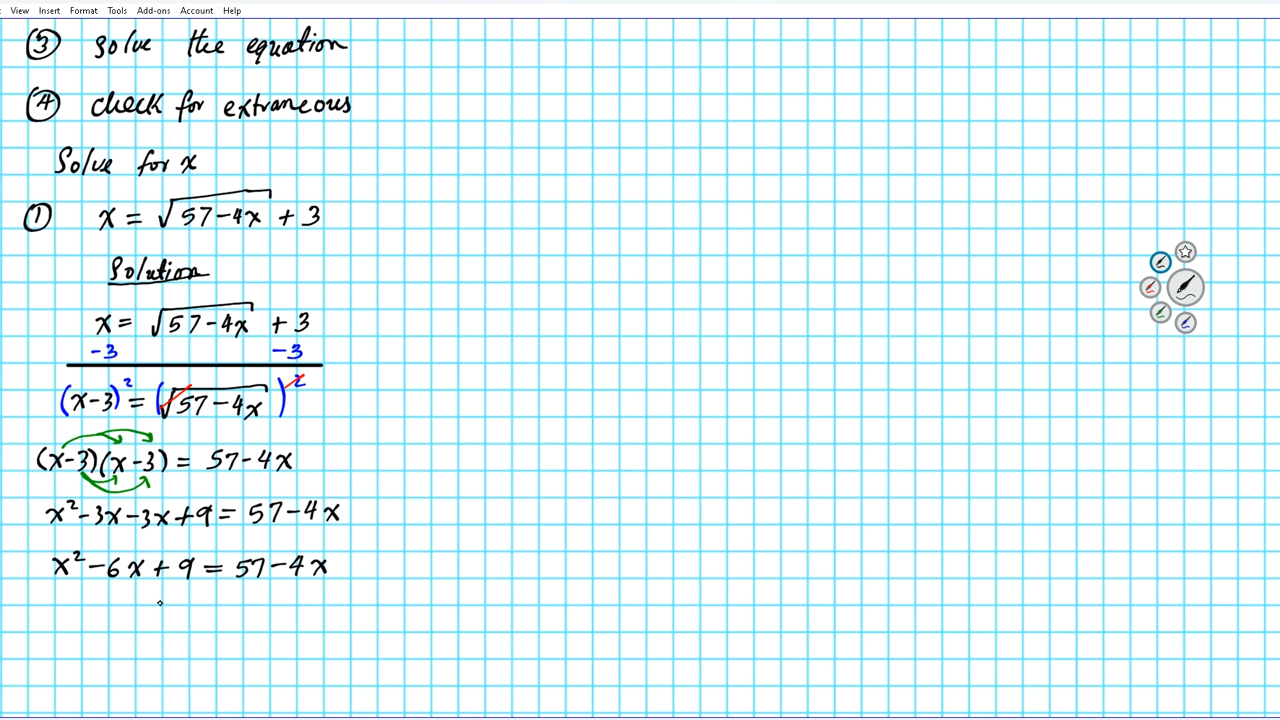 View Insert Format Tools Add-ons Account Help
③ solve the equation
④ check for extraneous
Solve for x
① x = √57-4x + 3
Solution
x = √57-4x + 3
-3 -3
(x-3)² = (√57-4x)²
(x-3)(x-3) = 57-4x
x²-3x-3x+9 = 57-4x
x²-6x+9 = 57-4x